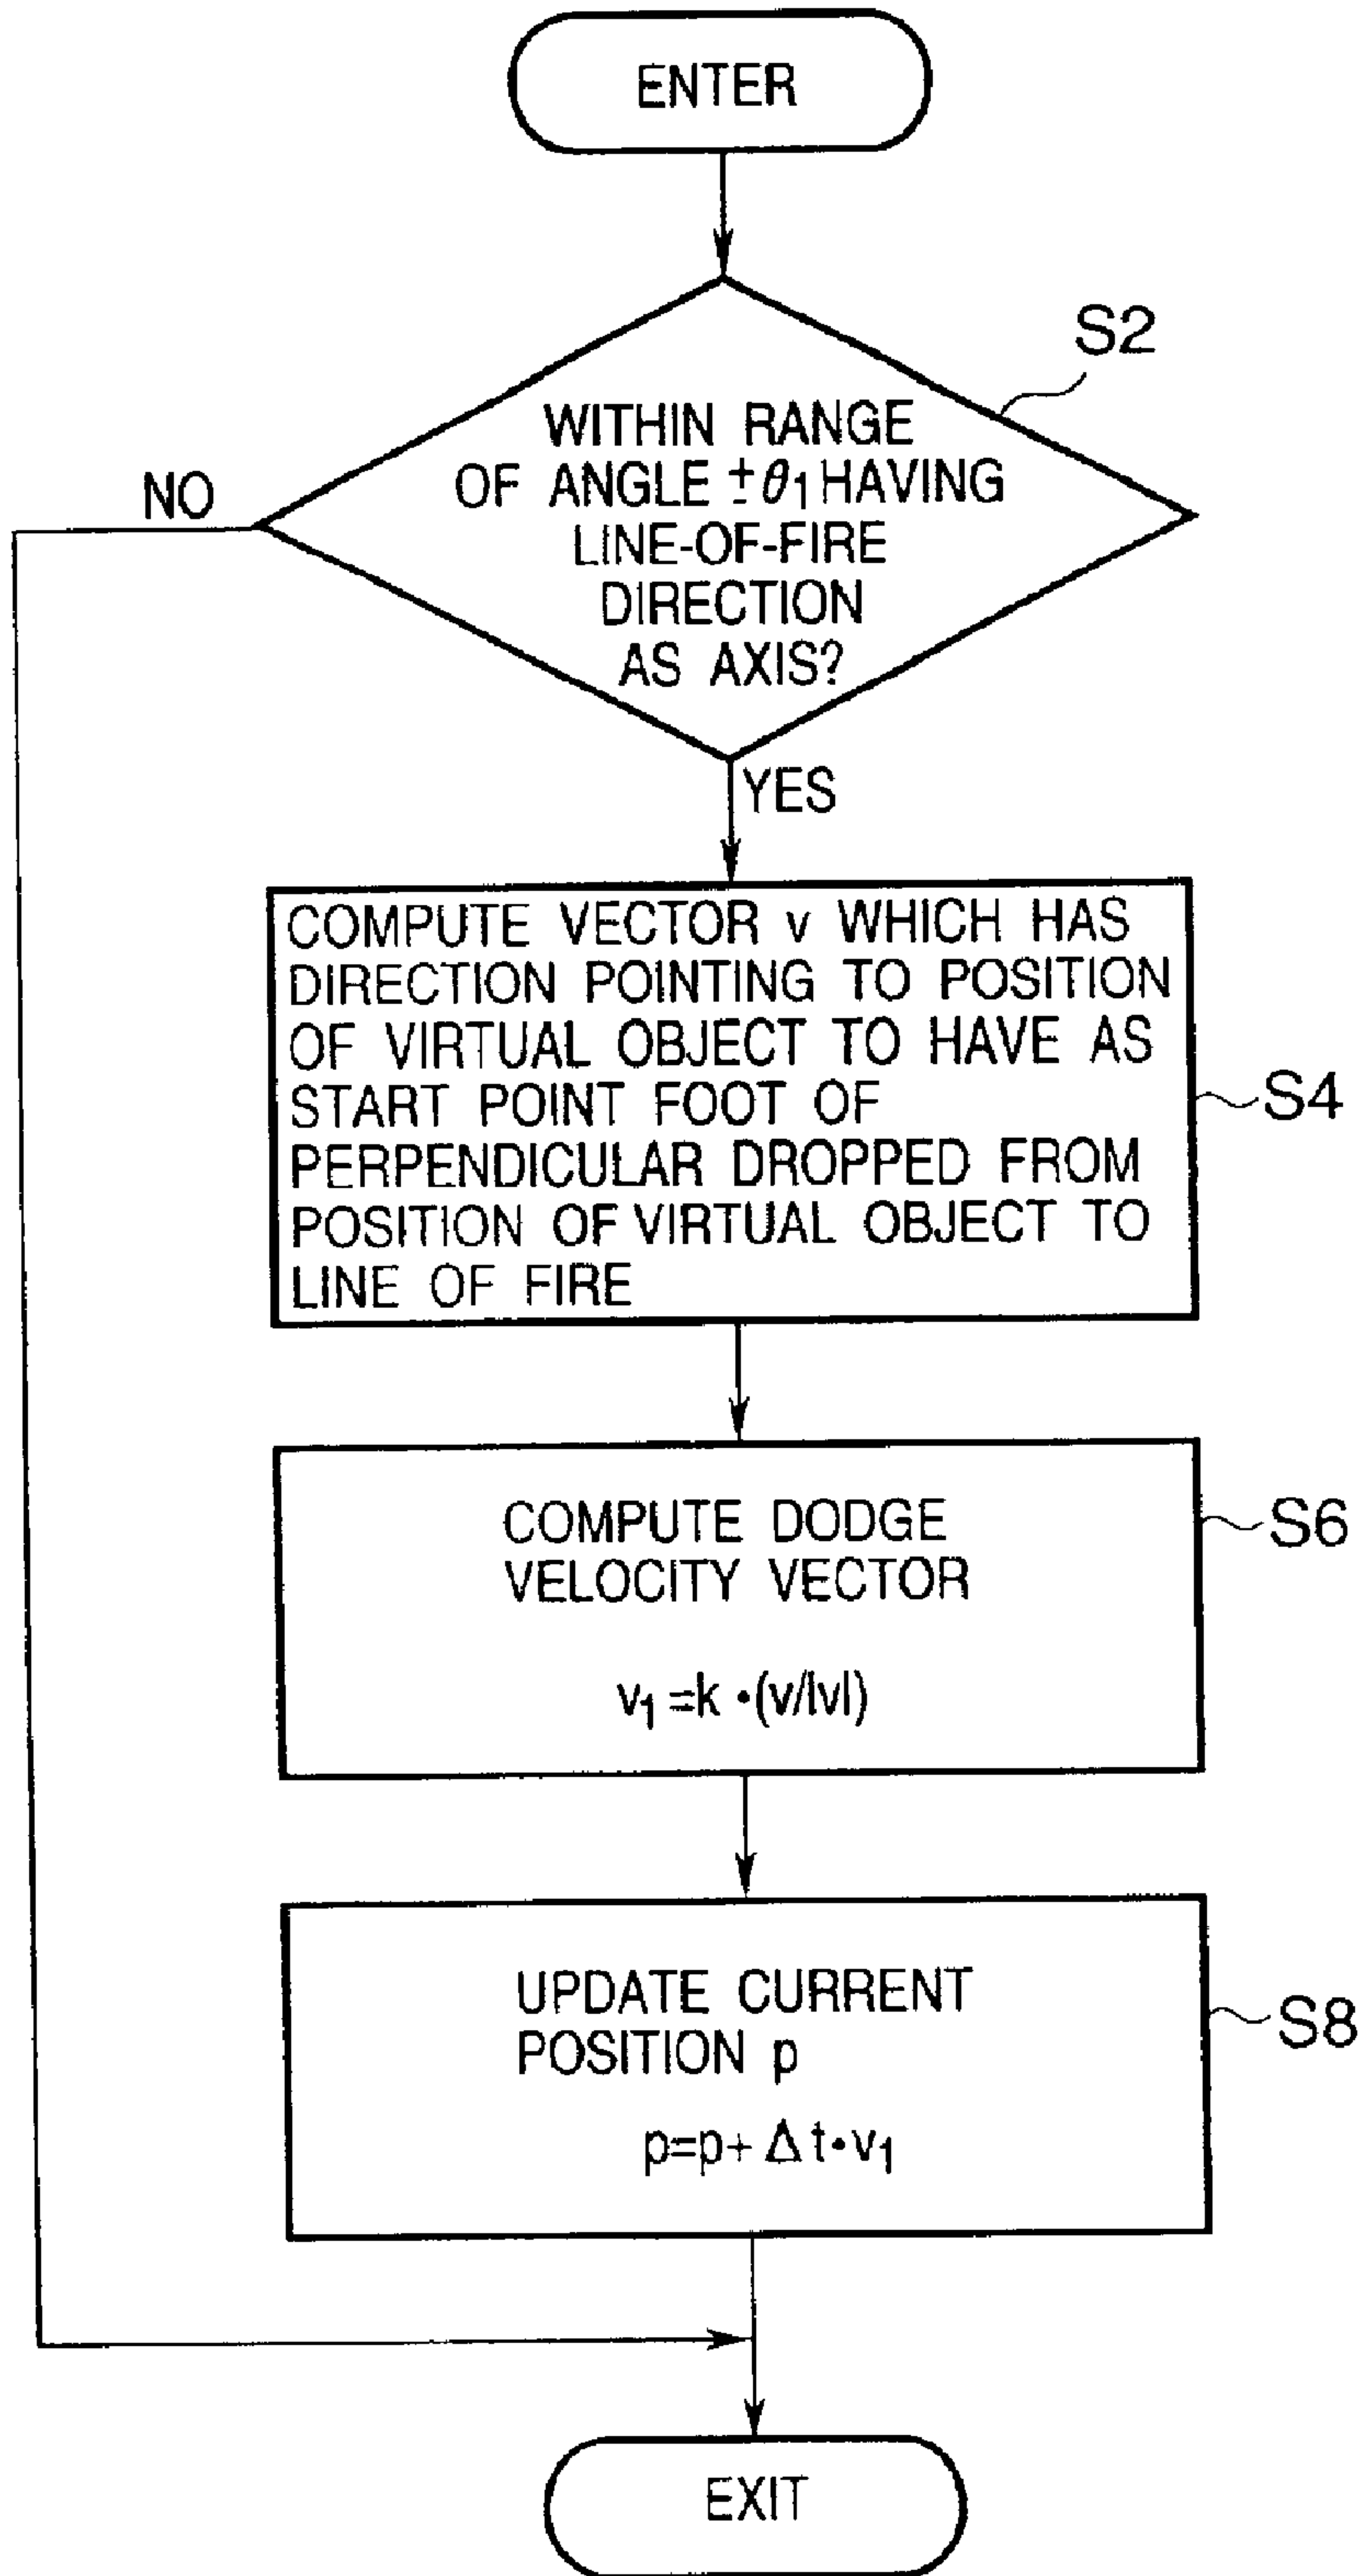 ENTER
S2
WITHIN RANGE
OF ANGLE ±θ₁ HAVING
LINE-OF-FIRE
DIRECTION
AS AXIS?
NO
YES
COMPUTE VECTOR v WHICH HAS
DIRECTION POINTING TO POSITION
OF VIRTUAL OBJECT TO HAVE AS
START POINT FOOT OF
PERPENDICULAR DROPPED FROM
POSITION OF VIRTUAL OBJECT TO
LINE OF FIRE
S4
COMPUTE DODGE
VELOCITY VECTOR
v₁=k•(v/|v|)
S6
UPDATE CURRENT
POSITION p
p=p+Δt•v₁
S8
EXIT